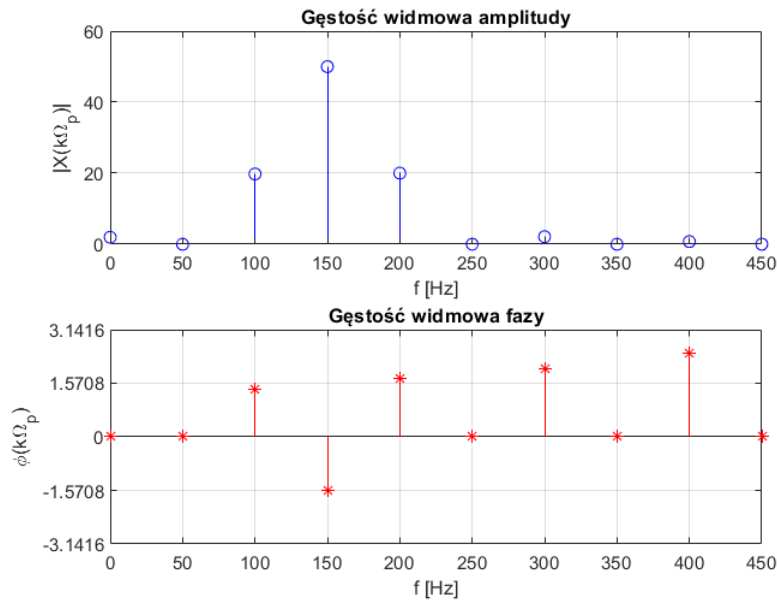 Gęstość widmowa amplitudy
60
40
20
0
|X(kΩp)|
0 50 100 150 200 250 300 350 400 450
f [Hz]
Gęstość widmowa fazy
3.1416
1.5708
0
-1.5708
-3.1416
ϕ(kΩp)
0 50 100 150 200 250 300 350 400 450
f [Hz]